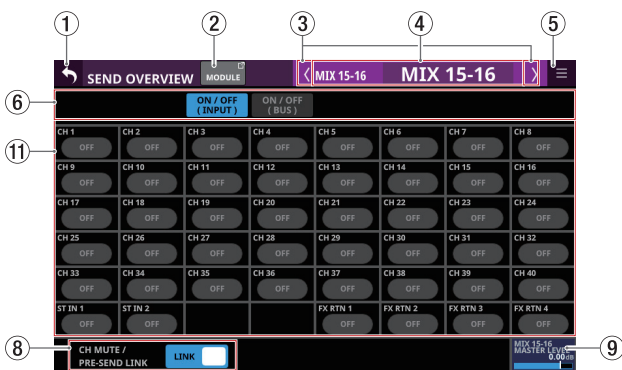 1 2 3 4 5
SEND OVERVIEW MODULE MIX 15-16 MIX 15-16
6
ON / OFF ON / OFF
( INPUT ) ( BUS )
11
CH 1 CH 2 CH 3 CH 4 CH 5 CH 6 CH 7 CH 8
OFF OFF OFF OFF OFF OFF OFF OFF
CH 9 CH 10 CH 11 CH 12 CH 13 CH 14 CH 15 CH 16
OFF OFF OFF OFF OFF OFF OFF OFF
CH 17 CH 18 CH 19 CH 20 CH 21 CH 22 CH 23 CH 24
OFF OFF OFF OFF OFF OFF OFF OFF
CH 25 CH 26 CH 27 CH 28 CH 29 CH 30 CH 31 CH 32
OFF OFF OFF OFF OFF OFF OFF OFF
CH 33 CH 34 CH 35 CH 36 CH 37 CH 38 CH 39 CH 40
OFF OFF OFF OFF OFF OFF OFF OFF
ST IN 1 ST IN 2 FX RTN 1 FX RTN 2 FX RTN 3 FX RTN 4
OFF OFF OFF OFF OFF OFF
8
CH MUTE /
PRE-SEND LINK LINK
MIX 15-16
MASTER LEVEL
0.00dB
9